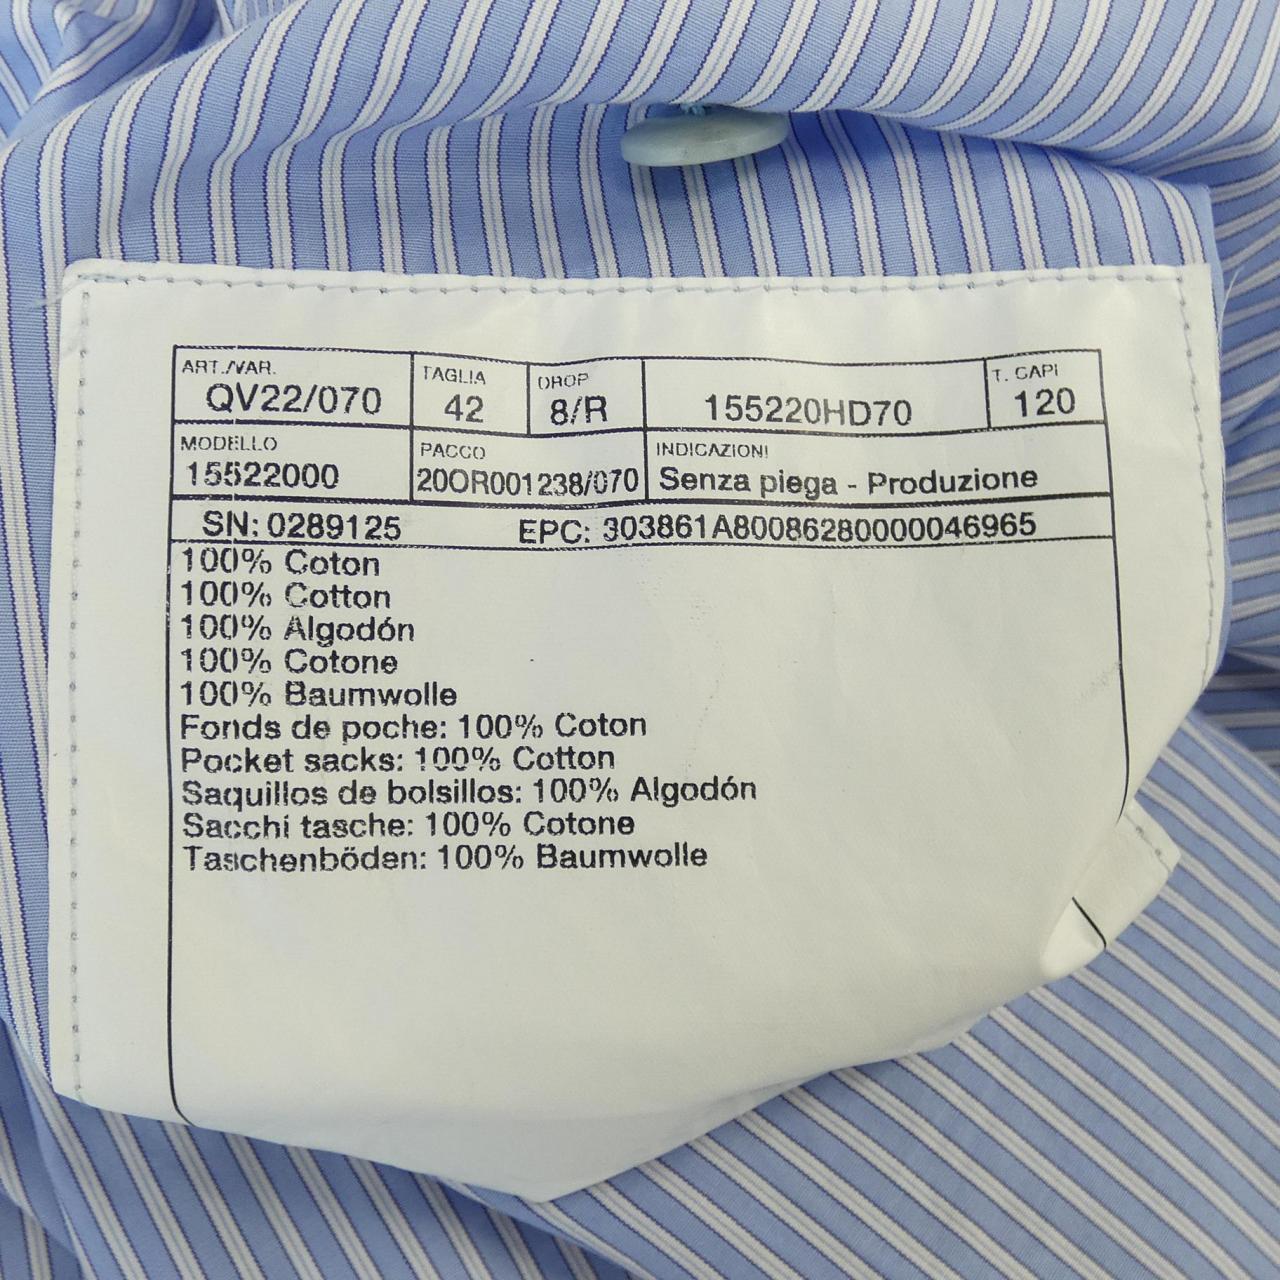 ART./VAR. TAGLIA DROP T. CAPI
QV22/070 42 8/R 155220HD70 120
MODELLO PACCO INDICAZIONI
15522000 20OR001238/070 Senza piega - Produzione
SN: 0289125 EPC: 303861A80086280000046965
100% Coton
100% Cotton
100% Algodón
100% Cotone
100% Baumwolle
Fonds de poche: 100% Coton
Pocket sacks: 100% Cotton
Saquillos de bolsillos: 100% Algodón
Sacchi tasche: 100% Cotone
Taschenböden: 100% Baumwolle